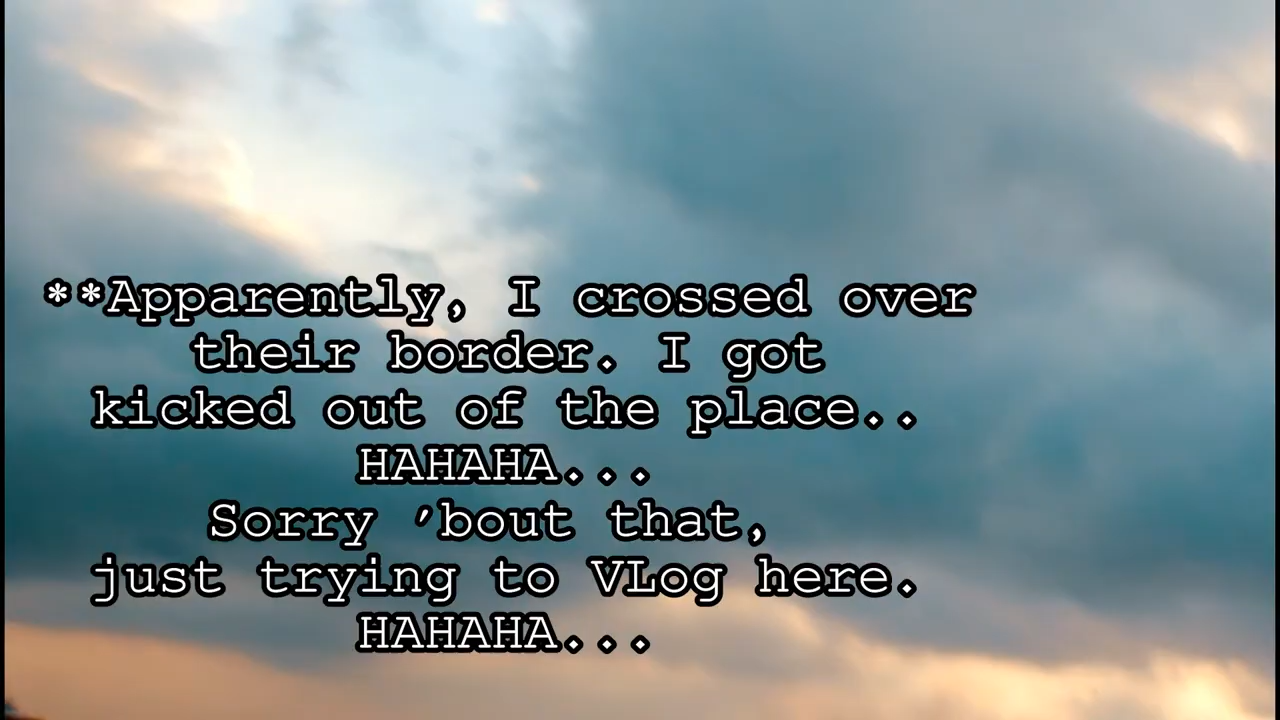 **Apparently, I crossed over
their border. I got
kicked out of the place..
HAHAHA...
Sorry ’bout that,
just trying to VLog here.
HAHAHA...